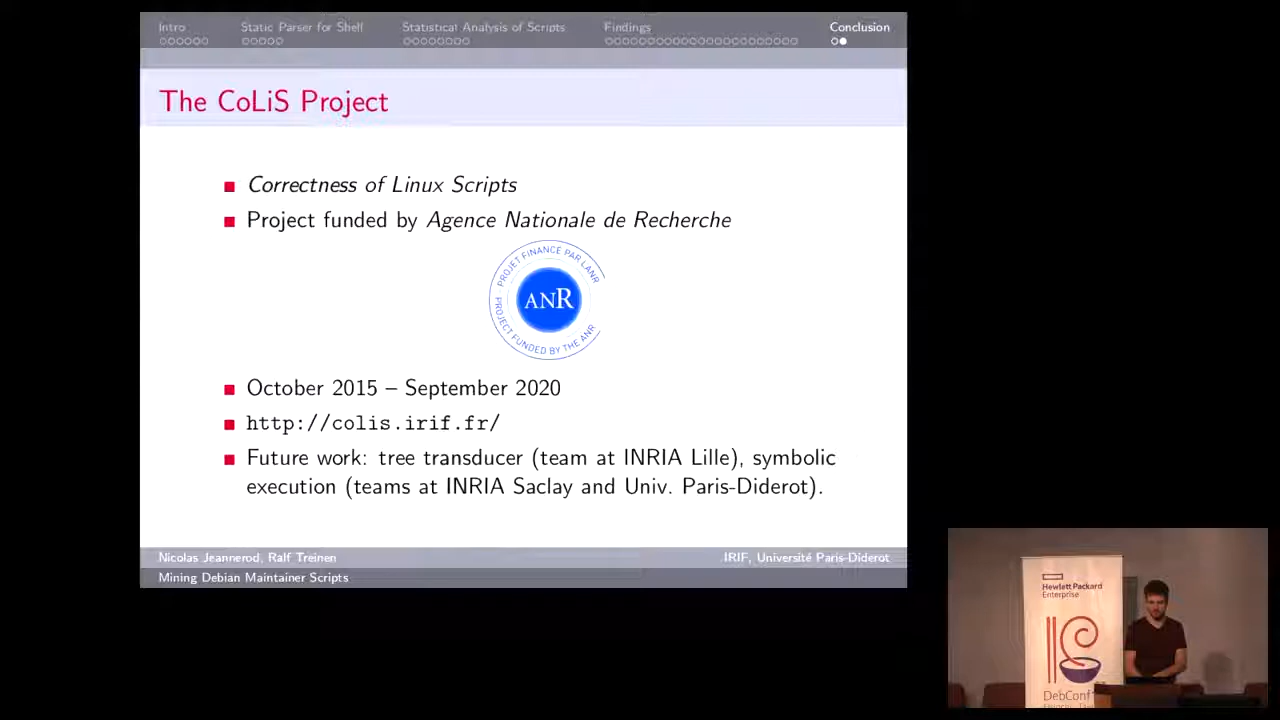 Intro Static Parser for Shell Statistical Analysis of Scripts Findings Conclusion
The CoLiS Project
Correctness of Linux Scripts
Project funded by Agence Nationale de Recherche
PROJET FINANCÉ PAR L'ANR
ANR
PROJECT FUNDED BY THE ANR
October 2015 – September 2020
http://colis.irif.fr/
Future work: tree transducer (team at INRIA Lille), symbolic
execution (teams at INRIA Saclay and Univ. Paris-Diderot).
Nicolas Jeannerod, Ralf Treinen IRIF, Université Paris-Diderot
Mining Debian Maintainer Scripts
Hewlett Packard
Enterprise
DebConf